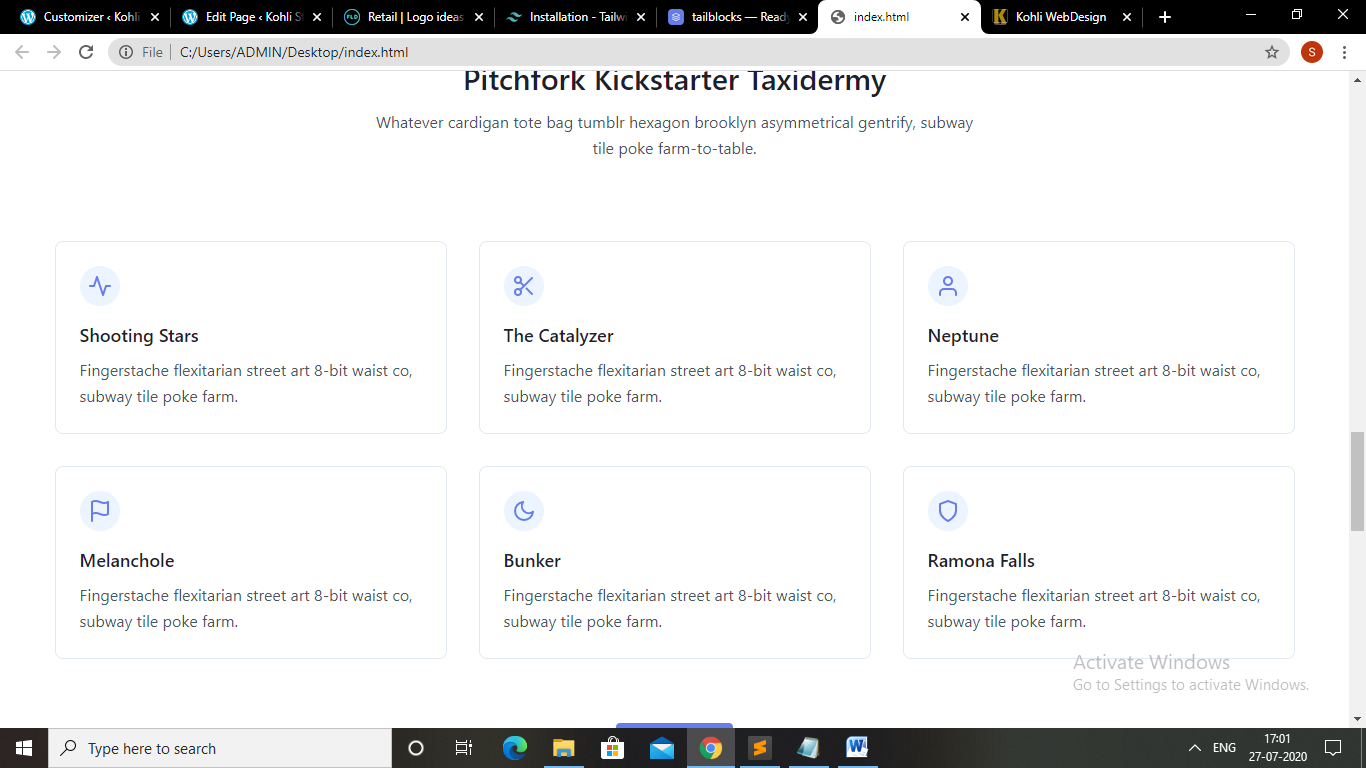 Customizer ‹ Kohli
Edit Page ‹ Kohli S
Retail | Logo ideas
Installation - Tailwi
tailblocks — Ready
index.html
Kohli WebDesign
File
C:/Users/ADMIN/Desktop/index.html
S
Pitchfork Kickstarter Taxidermy
Whatever cardigan tote bag tumblr hexagon brooklyn asymmetrical gentrify, subway
tile poke farm-to-table.
Shooting Stars
Fingerstache flexitarian street art 8-bit waist co,
subway tile poke farm.
The Catalyzer
Fingerstache flexitarian street art 8-bit waist co,
subway tile poke farm.
Neptune
Fingerstache flexitarian street art 8-bit waist co,
subway tile poke farm.
Melanchole
Fingerstache flexitarian street art 8-bit waist co,
subway tile poke farm.
Bunker
Fingerstache flexitarian street art 8-bit waist co,
subway tile poke farm.
Ramona Falls
Fingerstache flexitarian street art 8-bit waist co,
subway tile poke farm.
Activate Windows
Go to Settings to activate Windows.
Type here to search
ENG
17:01
27-07-2020